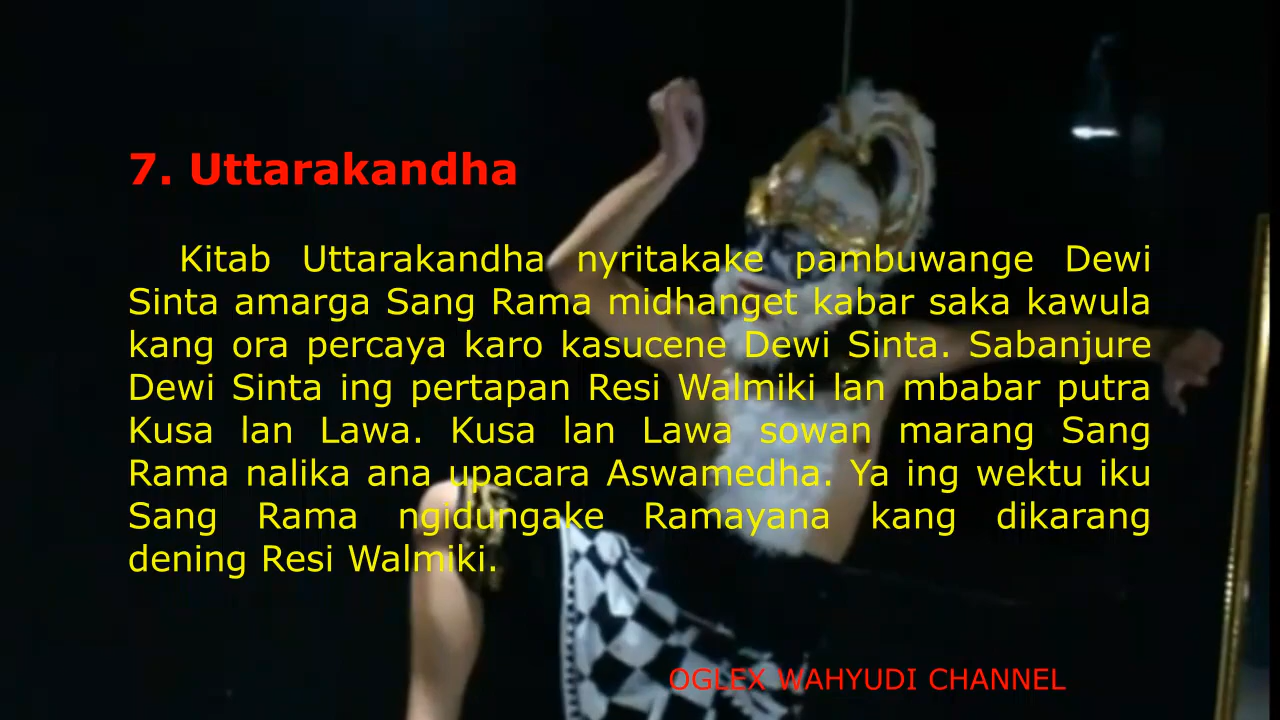 7. Uttarakandha
Kitab Uttarakandha nyritakake pambuwange Dewi
Sinta amarga Sang Rama midhanget kabar saka kawula
kang ora percaya karo kasucene Dewi Sinta. Sabanjure
Dewi Sinta ing pertapan Resi Walmiki lan mbabar putra
Kusa lan Lawa. Kusa lan Lawa sowan marang Sang
Rama nalika ana upacara Aswamedha. Ya ing wektu iku
Sang Rama ngidungake Ramayana kang dikarang
dening Resi Walmiki.
OGLEX WAHYUDI CHANNEL